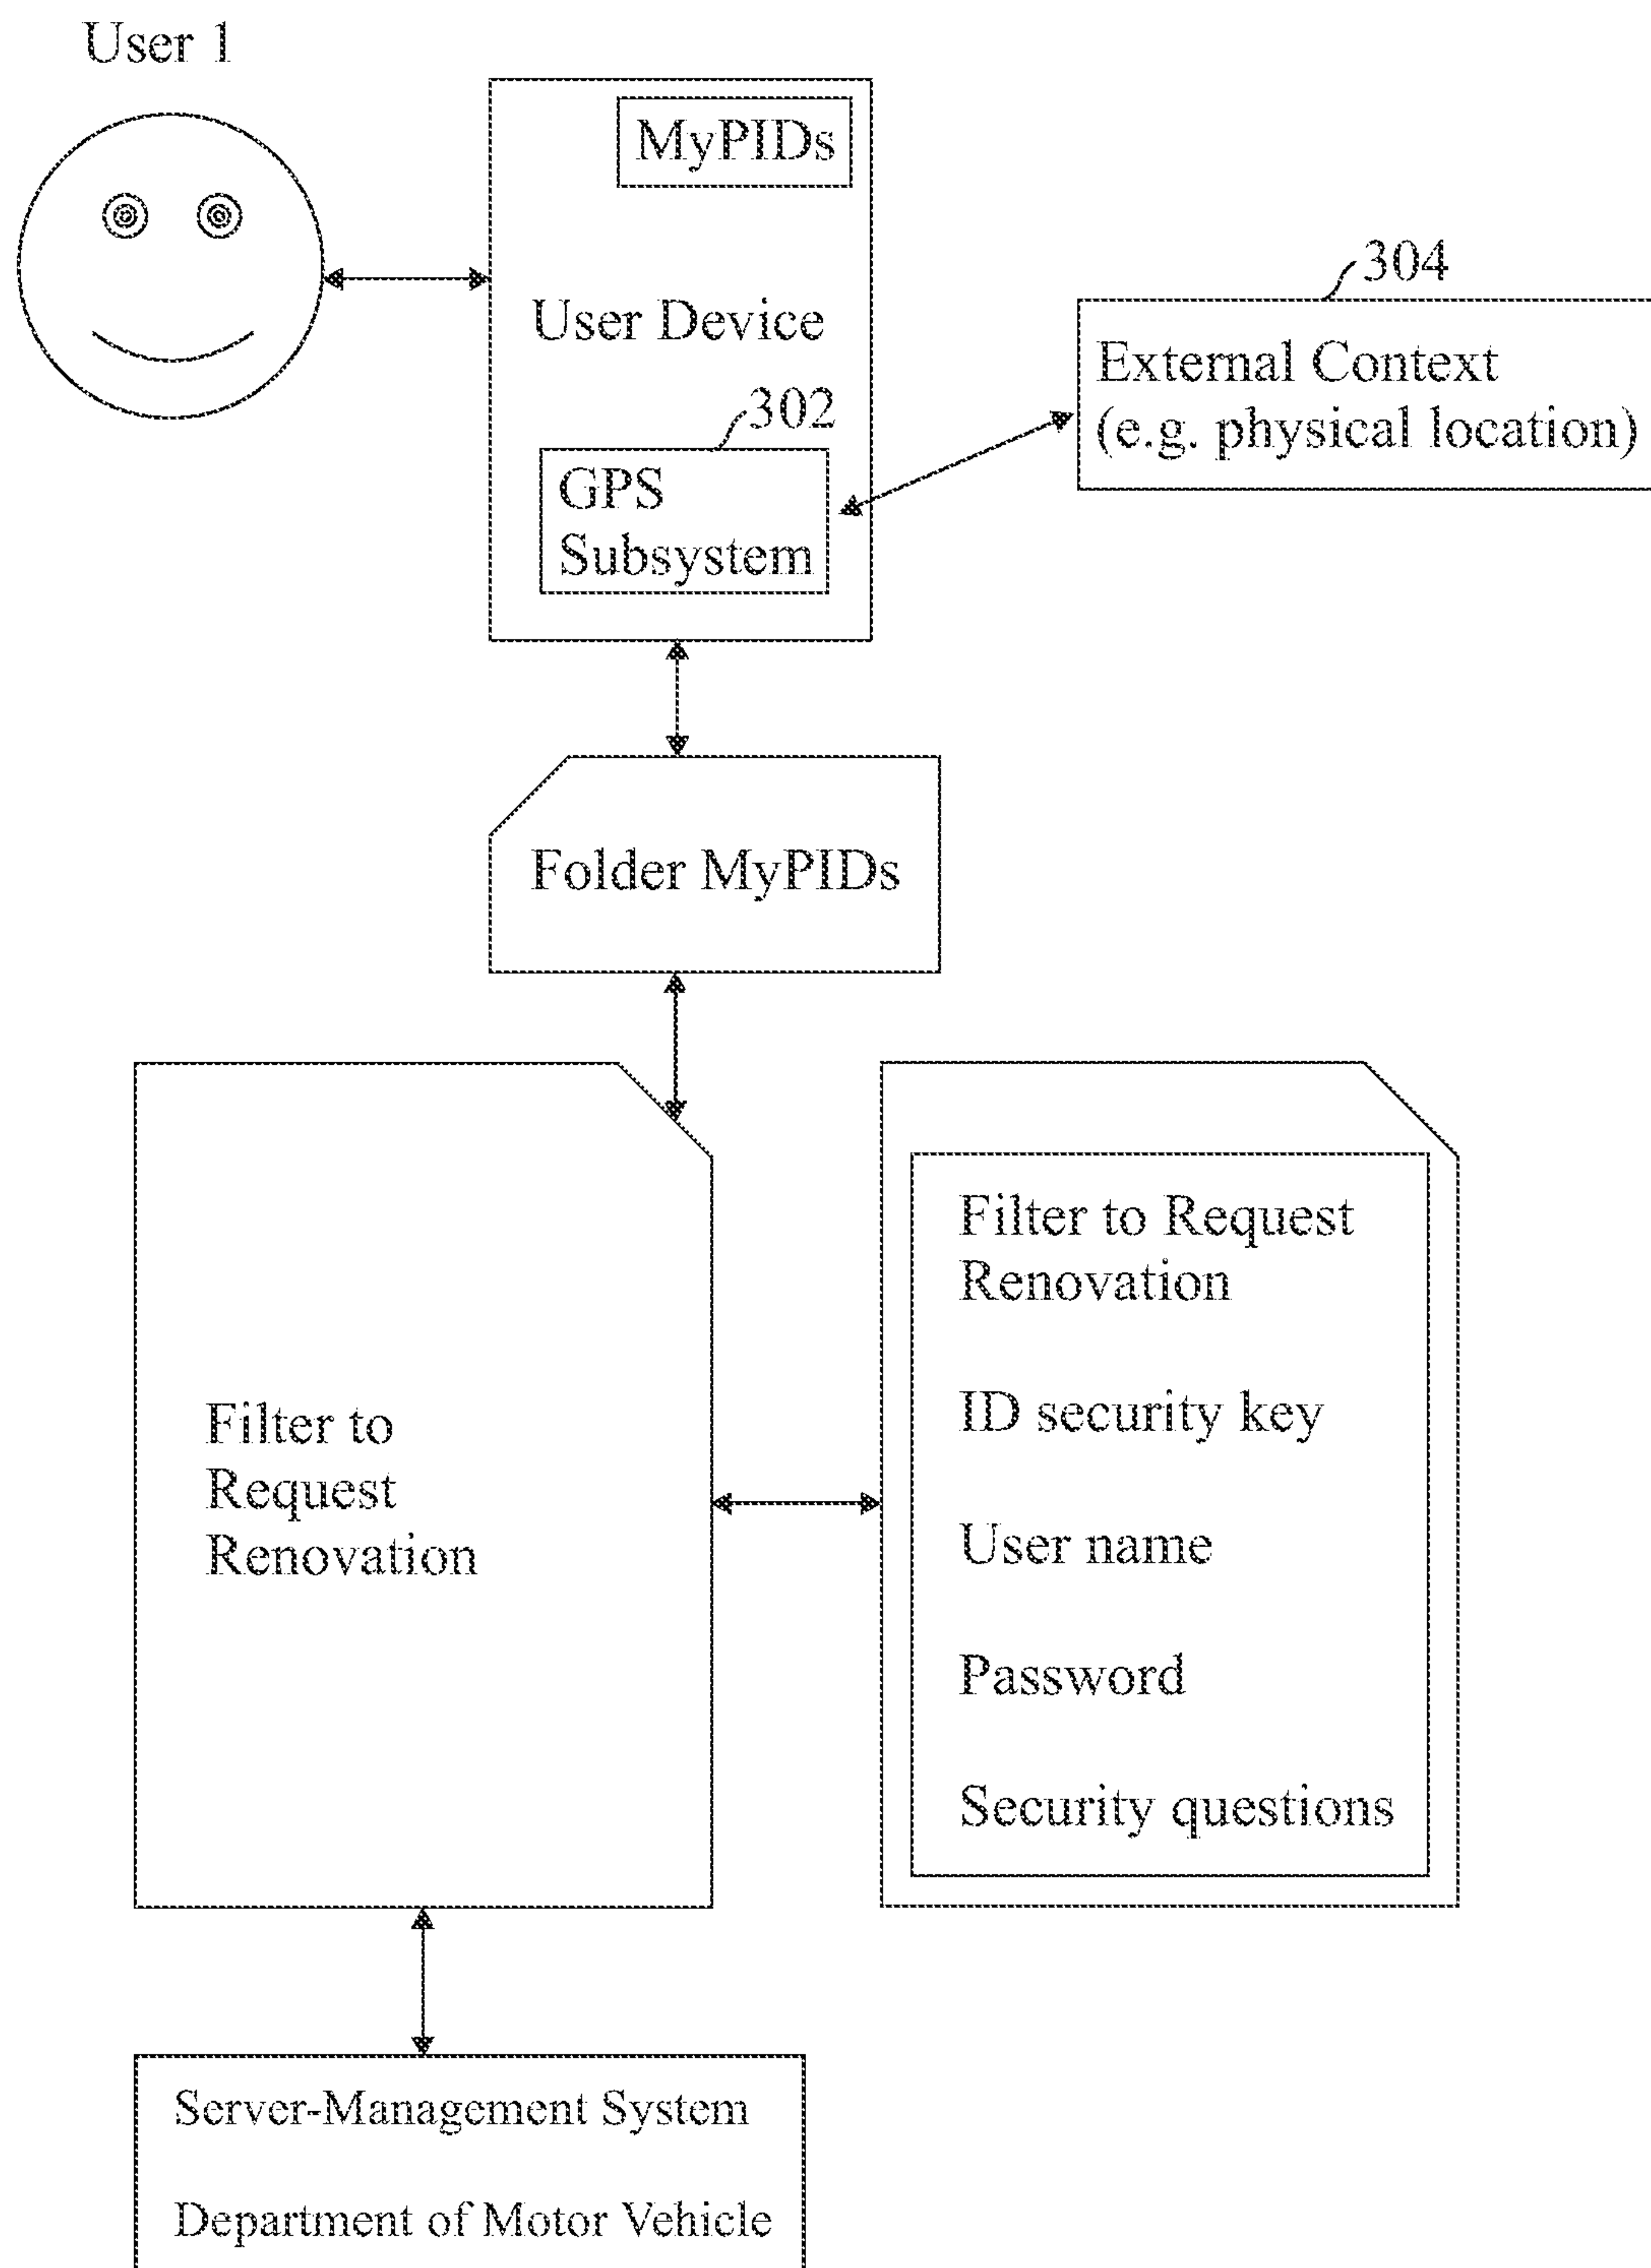 User 1
MyPIDs
User Device
304
External Context
(e.g. physical location)
302
GPS
Subsystem
Folder MyPIDs
Filter to
Request
Renovation
Filter to Request
Renovation
ID security key
User name
Password
Security questions
Server-Management System
Department of Motor Vehicle